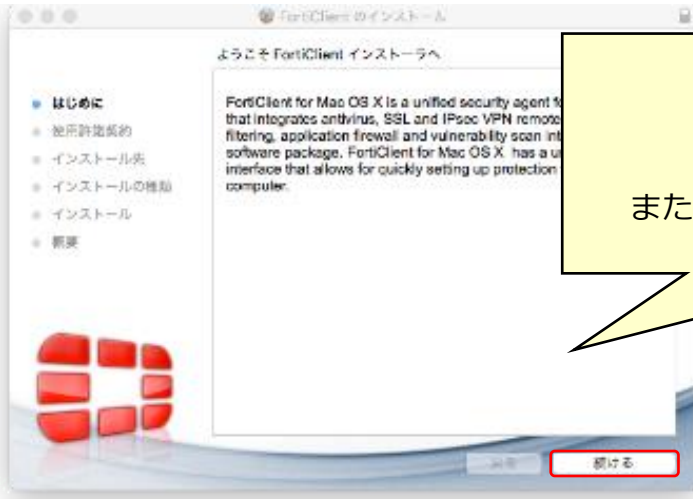 FortiClient のインストール
ようこそ FortiClient インストーラへ
はじめに
使用許諾契約
インストール先
インストールの種類
インストール
概要
FortiClient for Mac OS X is a unified security agent
that integrates antivirus, SSL and IPsec VPN remote
filtering, application firewall and vulnerability scan
software package. FortiClient for Mac OS X has a
interface that allows for quickly setting up protection
computer.
また
続ける